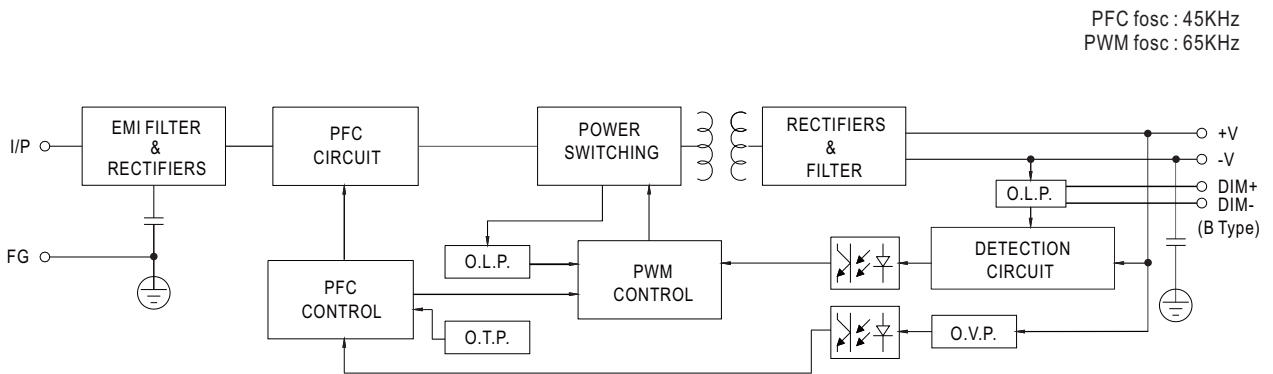 PFC fosc : 45KHz
PWM fosc : 65KHz
I/P
EMI FILTER
&
RECTIFIERS
PFC
CIRCUIT
POWER
SWITCHING
RECTIFIERS
&
FILTER
+V
-V
O.L.P.
DIM+
DIM-
(B Type)
FG
O.L.P.
PWM
CONTROL
DETECTION
CIRCUIT
PFC
CONTROL
O.T.P.
O.V.P.